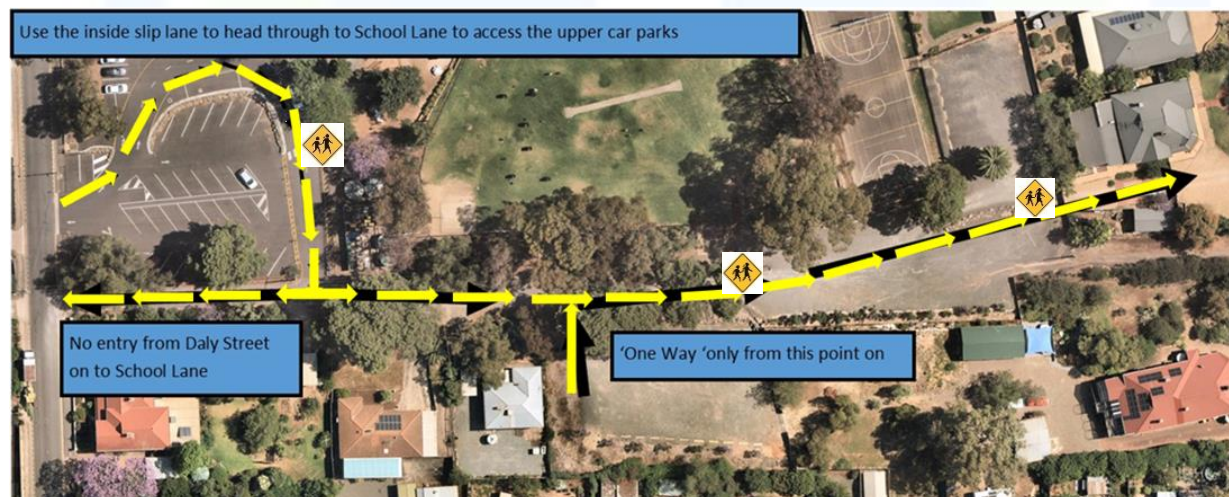 Use the inside slip lane to head through to School Lane to access the upper car parks
No entry from Daly Street
on to School Lane
‘One Way ‘only from this point on